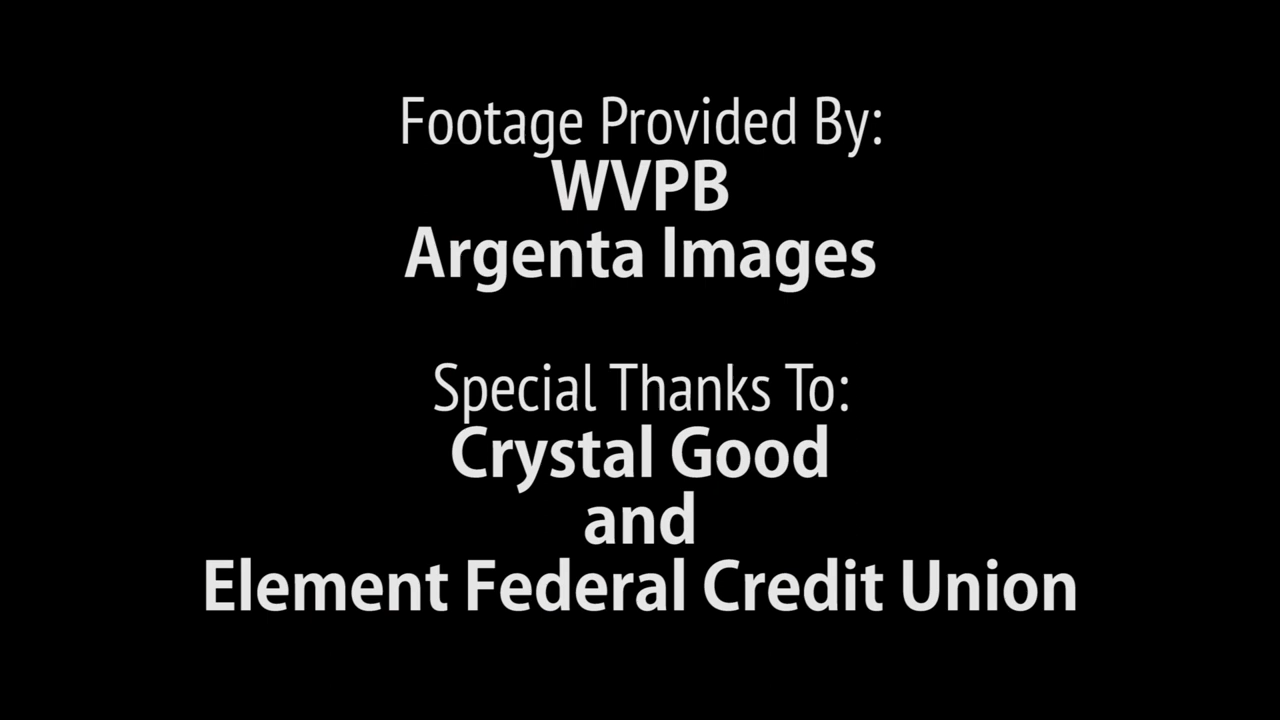 Footage Provided By:
WVPB
Argenta Images
Special Thanks To:
Crystal Good
and
Element Federal Credit Union